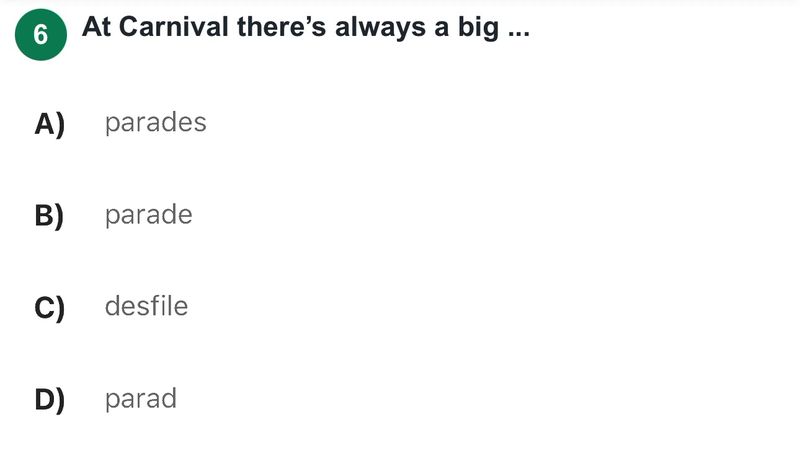 6 At Carnival there’s always a big ...
A) parades
B) parade
C) desfile
D) parad